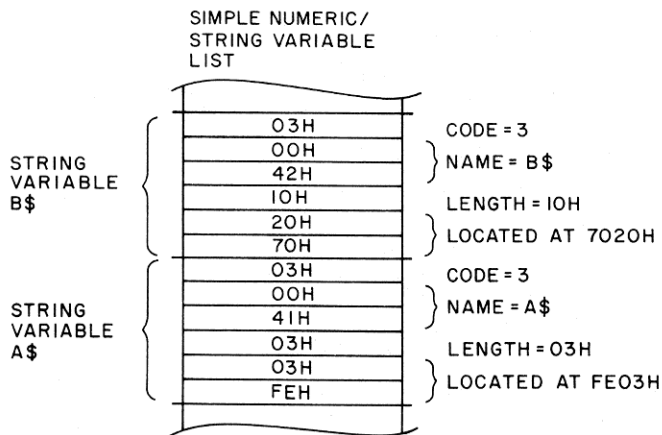 SIMPLE NUMERIC/
STRING VARIABLE
LIST
03H
CODE = 3
00H
NAME = B$
42H
STRING
VARIABLE
B$
10H
LENGTH = 10H
20H
LOCATED AT 7020H
70H
03H
CODE = 3
00H
NAME = A$
41H
STRING
VARIABLE
A$
03H
LENGTH = 03H
03H
LOCATED AT FE03H
FEH